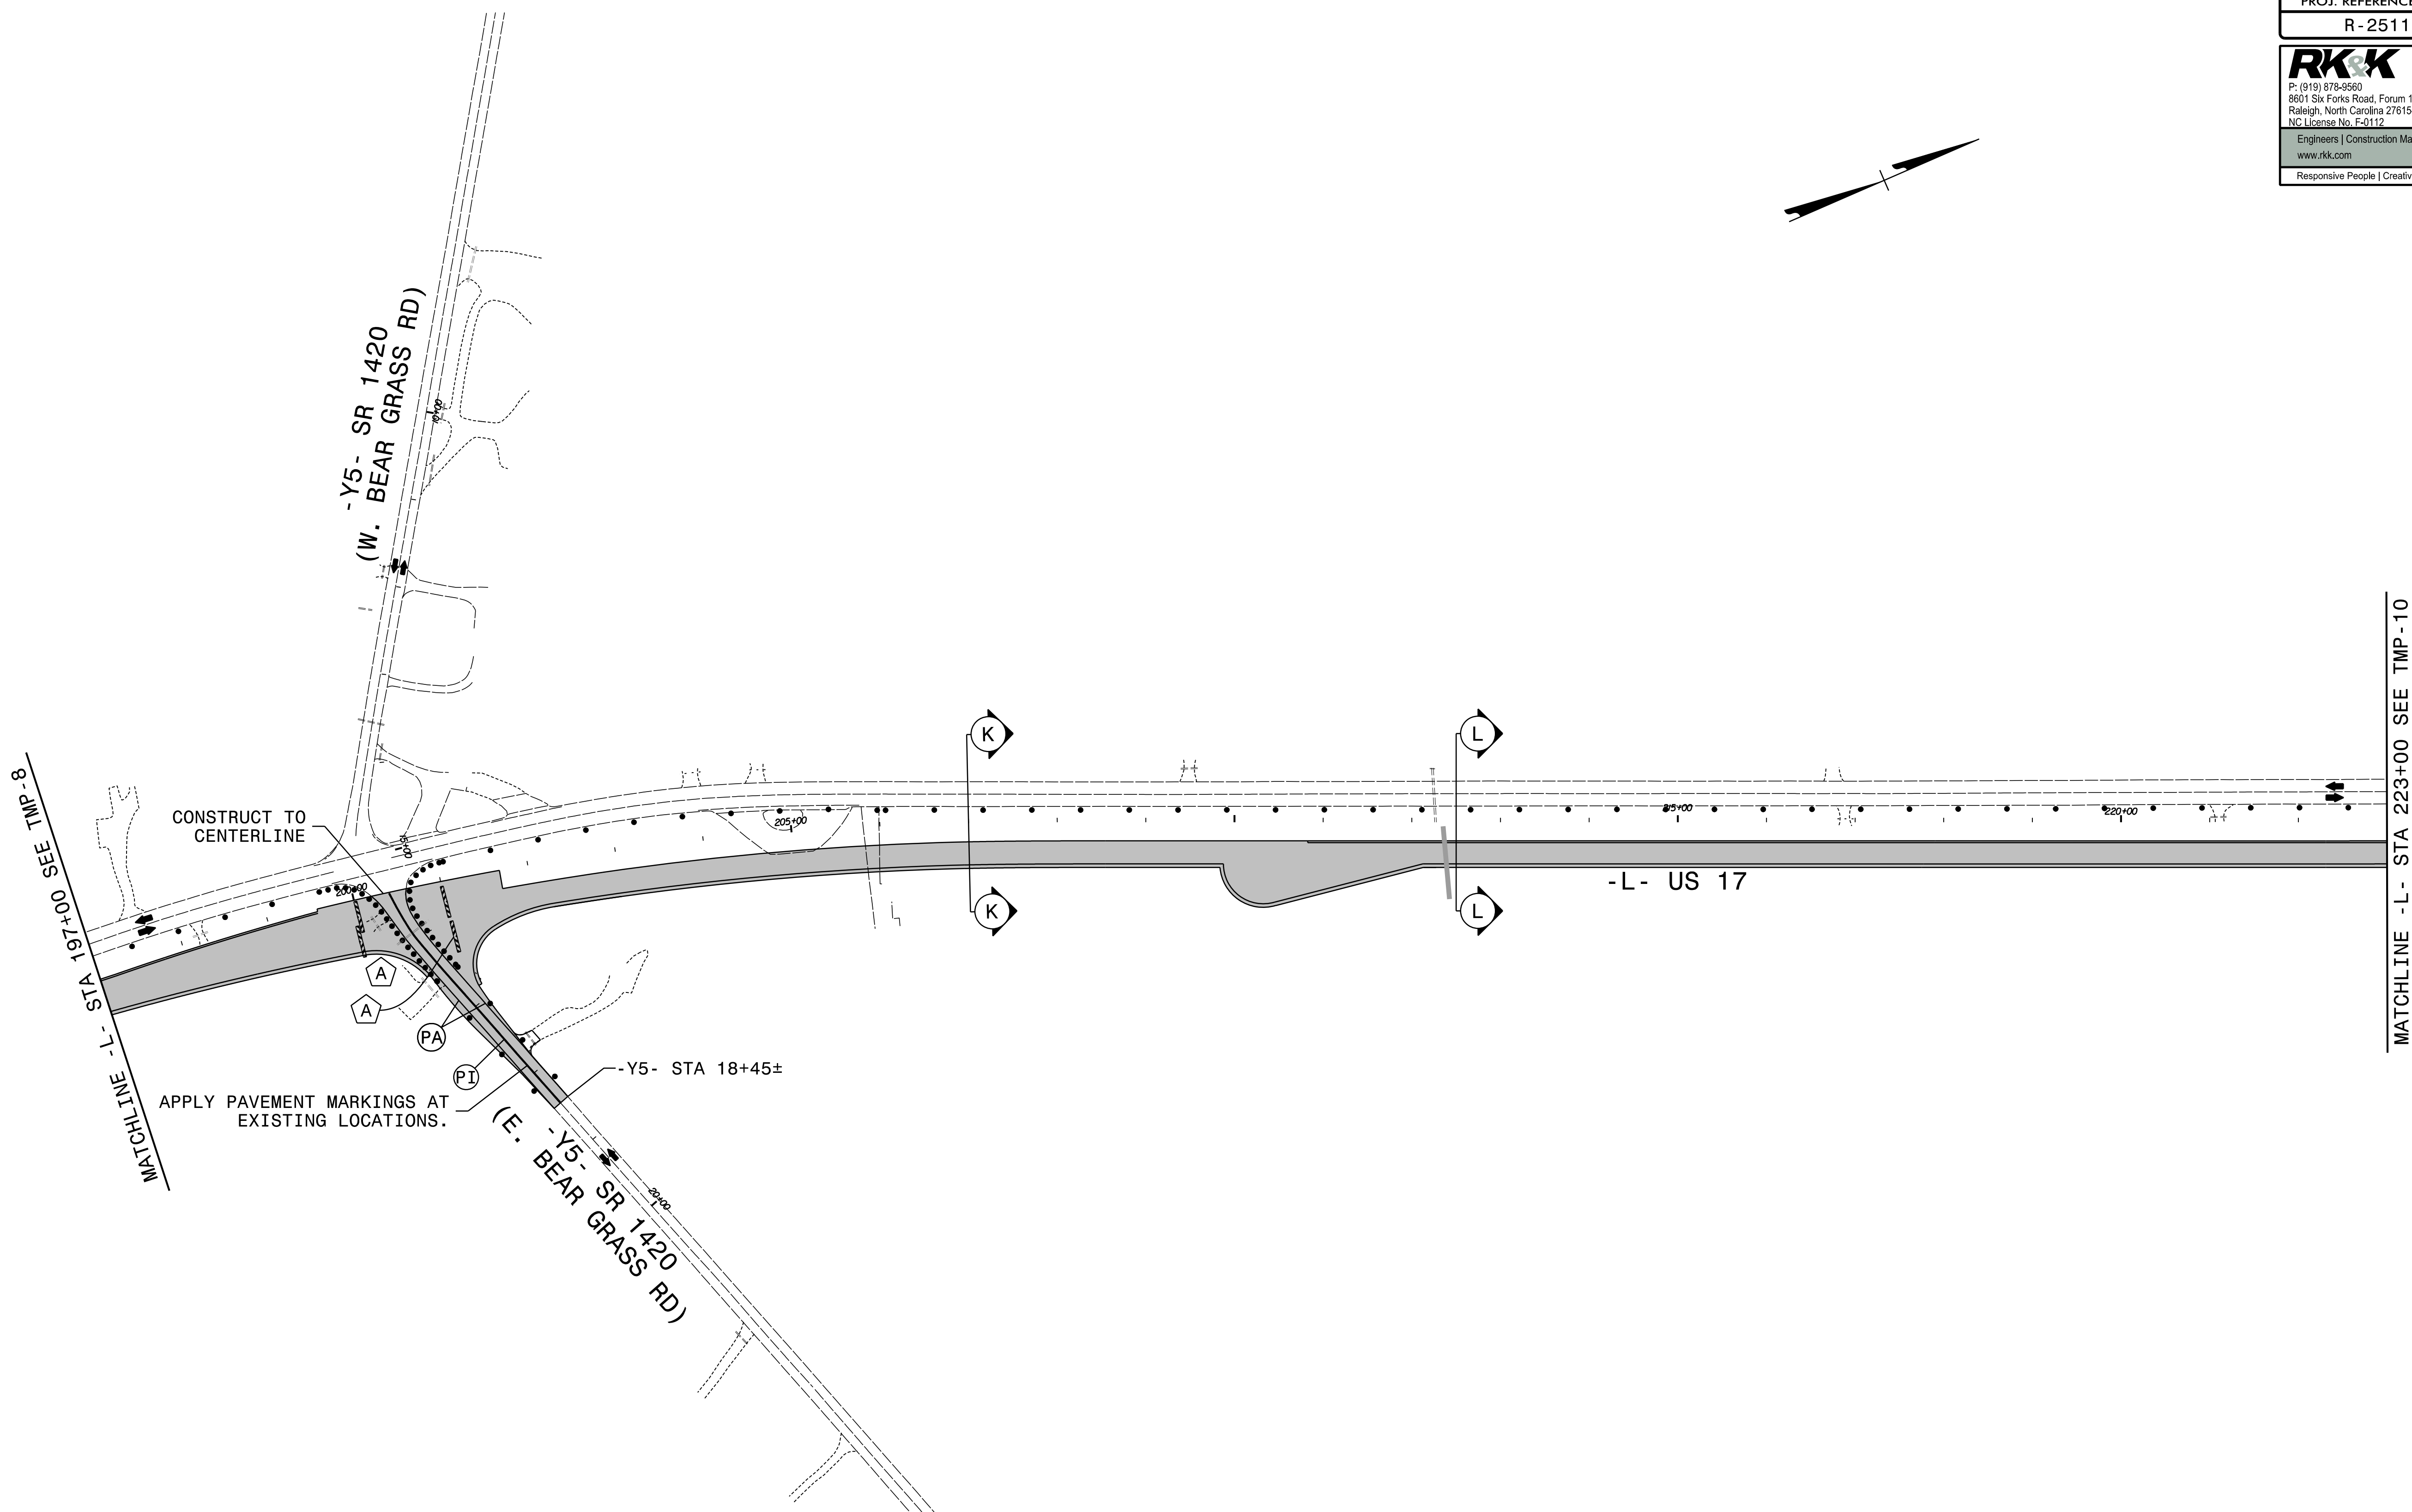 PROJ. REFERENCE
R-2511
RK&K
P: (919) 878-9560
8601 Six Forks Road, Forum 1
Raleigh, North Carolina 27615-
NC License No. F-0112
Engineers | Construction Ma
www.rkk.com
Responsive People | Creativ
-Y5- SR 1420
(W. BEAR GRASS RD)
10+00
K
L
MATCHLINE -L- STA 223+00 SEE TMP-10
MATCHLINE -L- STA 197+00 SEE TMP-8
CONSTRUCT TO
CENTERLINE
15+00
200+00
205+00
215+00
220+00
-L- US 17
K
L
A
A
PA
PI
-Y5- STA 18+45±
APPLY PAVEMENT MARKINGS AT
EXISTING LOCATIONS.
-Y5- SR 1420
(E. BEAR GRASS RD)
20+00